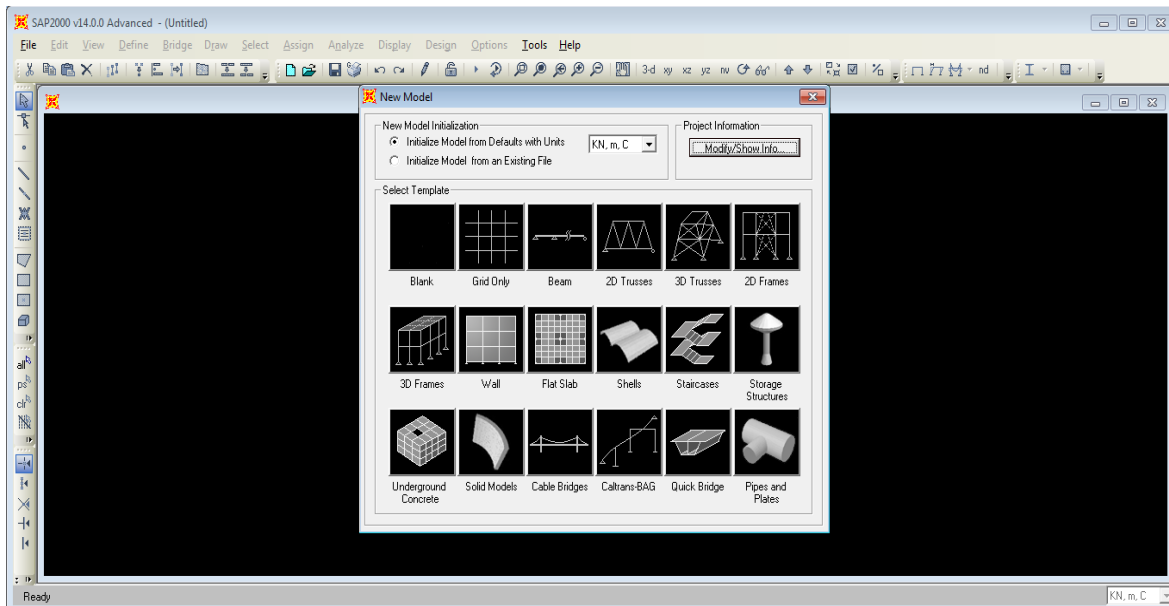 SAP2000 v14.0.0 Advanced - (Untitled)
File Edit View Define Bridge Draw Select Assign Analyze Display Design Options Tools Help
3-d xy xz yz nv nd
New Model
New Model Initialization
Initialize Model from Defaults with Units
KN, m, C
Initialize Model from an Existing File
Project Information
Modify/Show Info...
Select Template
Blank Grid Only Beam 2D Trusses 3D Trusses 2D Frames
3D Frames Wall Flat Slab Shells Staircases Storage
Structures
Underground Solid Models Cable Bridges Caltrans-BAG Quick Bridge Pipes and
Concrete Plates
all
ps
clr
Ready
KN, m, C